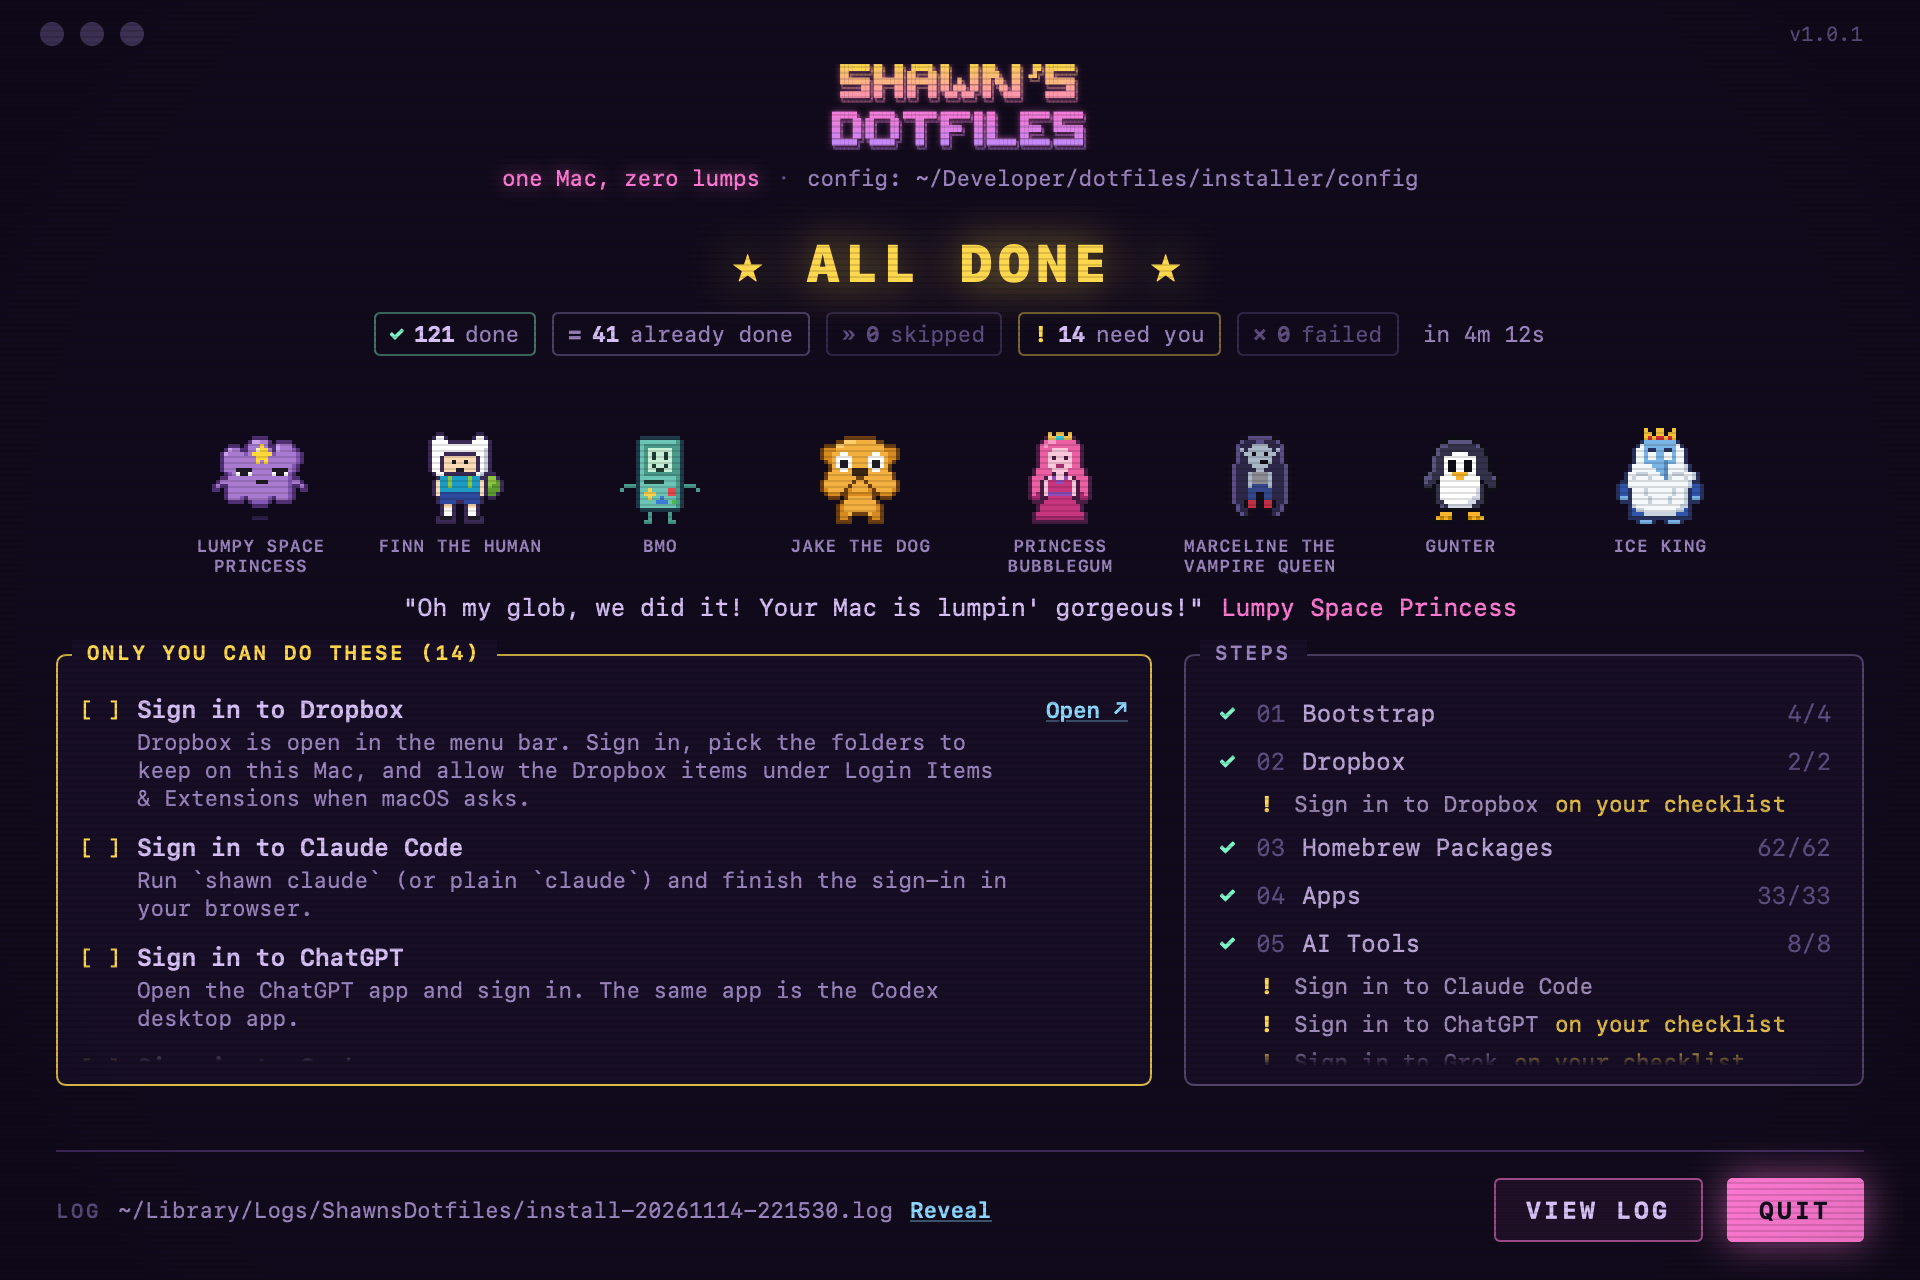 v1.0.1
SHAWN'S
DOTFILES
one Mac, zero lumps · config: ~/Developer/dotfiles/installer/config
★ ALL DONE ★
✓ 121 done = 41 already done » 0 skipped ! 14 need you × 0 failed in 4m 12s
LUMPY SPACE PRINCESS
FINN THE HUMAN
BMO
JAKE THE DOG
PRINCESS BUBBLEGUM
MARCELINE THE VAMPIRE QUEEN
GUNTER
ICE KING
"Oh my glob, we did it! Your Mac is lumpin' gorgeous!" Lumpy Space Princess
ONLY YOU CAN DO THESE (14)
[ ] Sign in to Dropbox Open ↗
Dropbox is open in the menu bar. Sign in, pick the folders to
keep on this Mac, and allow the Dropbox items under Login Items
& Extensions when macOS asks.
[ ] Sign in to Claude Code
Run `shawn claude` (or plain `claude`) and finish the sign-in in
your browser.
[ ] Sign in to ChatGPT
Open the ChatGPT app and sign in. The same app is the Codex
desktop app.
STEPS
✓ 01 Bootstrap 4/4
✓ 02 Dropbox 2/2
! Sign in to Dropbox on your checklist
✓ 03 Homebrew Packages 62/62
✓ 04 Apps 33/33
✓ 05 AI Tools 8/8
! Sign in to Claude Code
! Sign in to ChatGPT on your checklist
! Sign in to Grok on your checklist
LOG ~/Library/Logs/ShawnsDotfiles/install-20261114-221530.log Reveal
VIEW LOG
QUIT